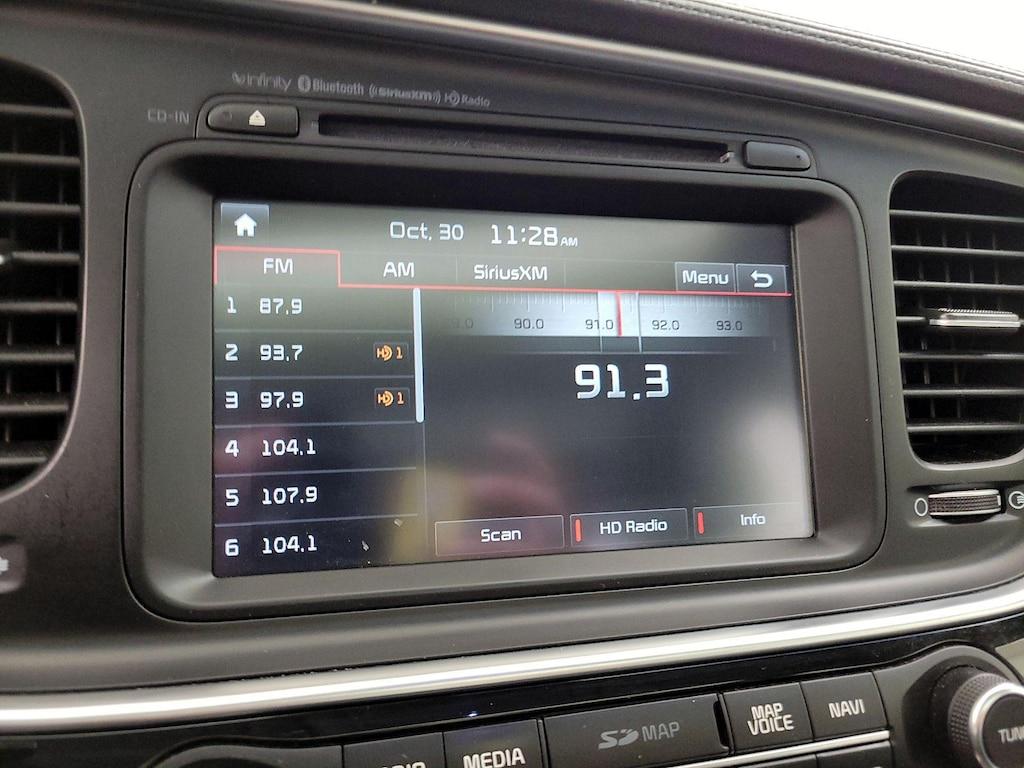 infinity Bluetooth ((SiriusXM)) HD Radio
CD-IN
Oct, 30 11:28 AM
FM AM SiriusXM Menu
1 87.9
2 93.7 HD 1
3 97.9 HD 1
4 104.1
5 107.9
6 104.1
90.0 91.0 92.0 93.0
91.3
Scan HD Radio Info
MEDIA
SD MAP
MAP VOICE
NAVI